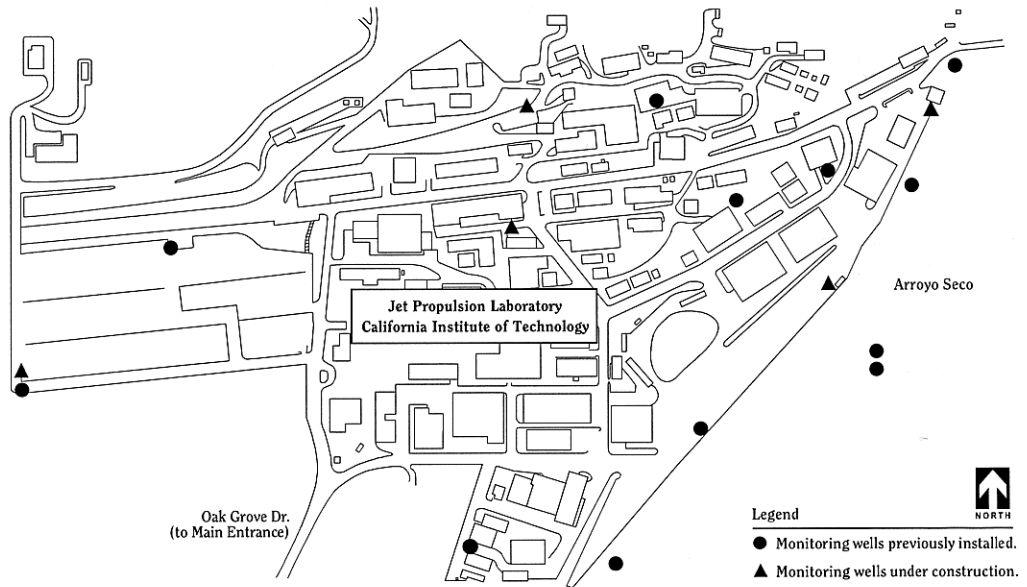 Jet Propulsion Laboratory
California Institute of Technology
Arroyo Seco
Oak Grove Dr.
(to Main Entrance)
NORTH
Legend
Monitoring wells previously installed.
Monitoring wells under construction.